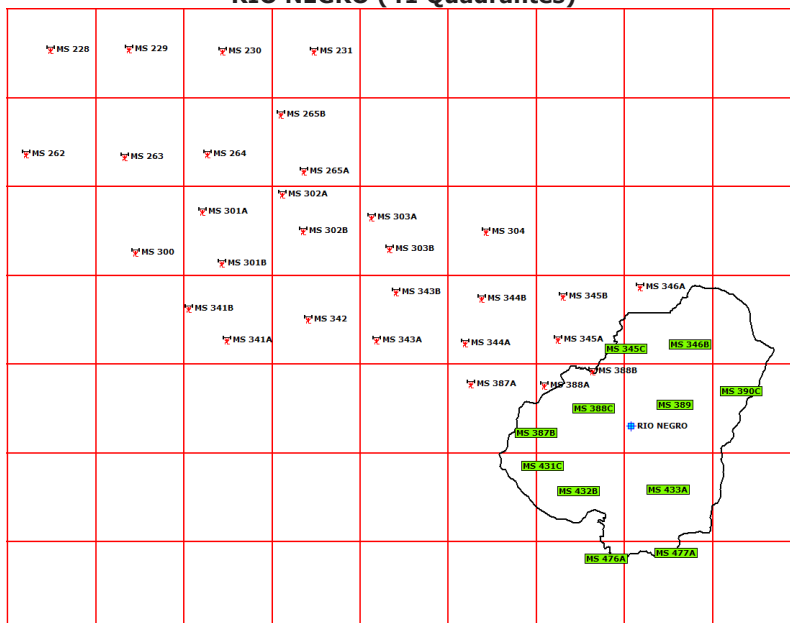 RIO NEGRO (41 Quadrantes)
MS 228 MS 229 MS 230 MS 231
MS 265B
MS 262 MS 263 MS 264
MS 265A
MS 302A
MS 301A MS 303A
MS 302B MS 304
MS 300 MS 303B
MS 301B
MS 346A
MS 343B MS 344B MS 345B
MS 341B MS 342
MS 341A MS 343A MS 344A MS 345A
MS 345C MS 346B
MS 388B
MS 387A MS 388A MS 390C
MS 388C MS 389
RIO NEGRO
MS 387B
MS 431C
MS 432B MS 433A
MS 476A MS 477A